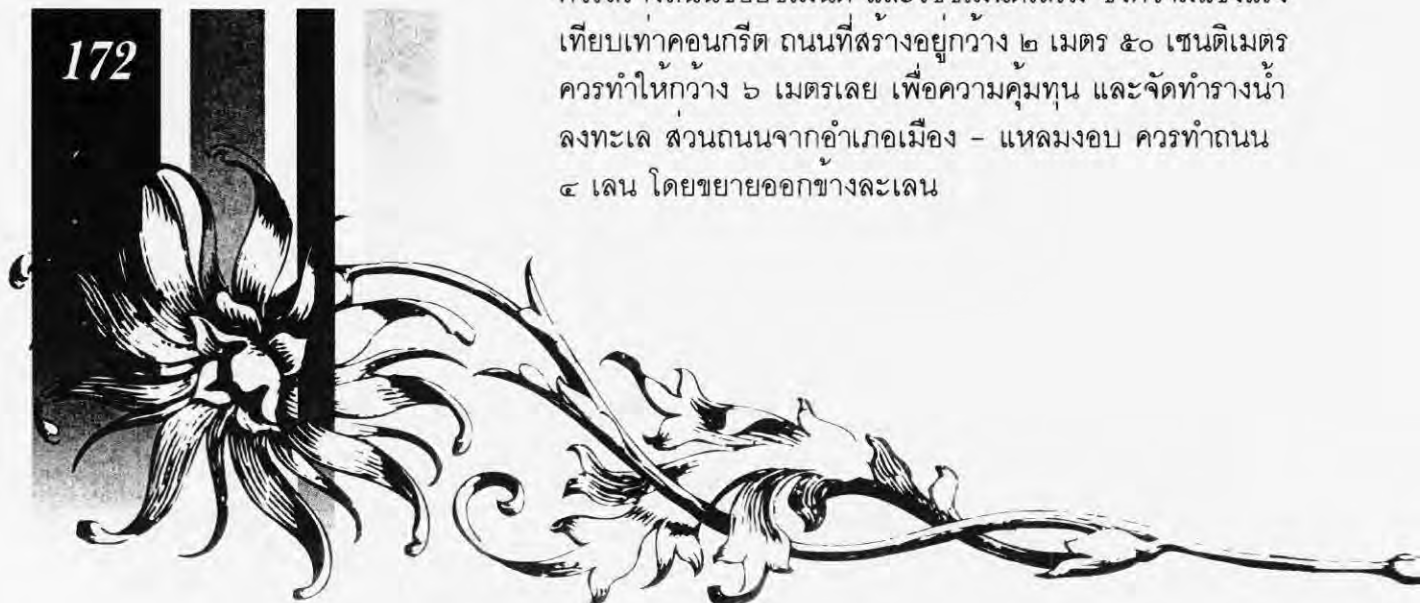 172
เทียบเท่าคอนกรีต ถนนที่สร้างอยู่กว้าง ๒ เมตร ๕๐ เซนติเมตร
ควรทำให้กว้าง ๖ เมตรเลย เพื่อความคุ้มทุน และจัดทำรางน้ำ
ลงทะเล ส่วนถนนจากอำเภอเมือง - แหลมงอบ ควรทำถนน
๔ เลน โดยขยายออกข้างละเลน